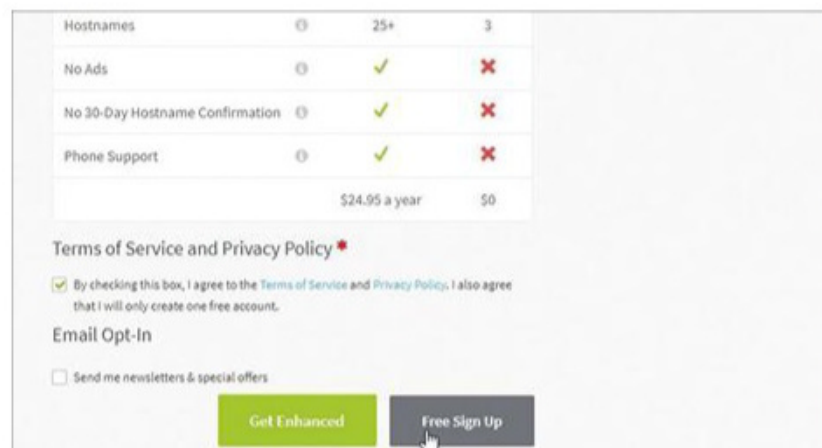 Hostnames 25+ 3
No Ads
No 30-Day Hostname Confirmation
Phone Support
$24.95 a year $0
Terms of Service and Privacy Policy *
By checking this box, I agree to the Terms of Service and Privacy Policy. I also agree
that I will only create one free account.
Email Opt-In
Send me newsletters & special offers
Get Enhanced Free Sign Up